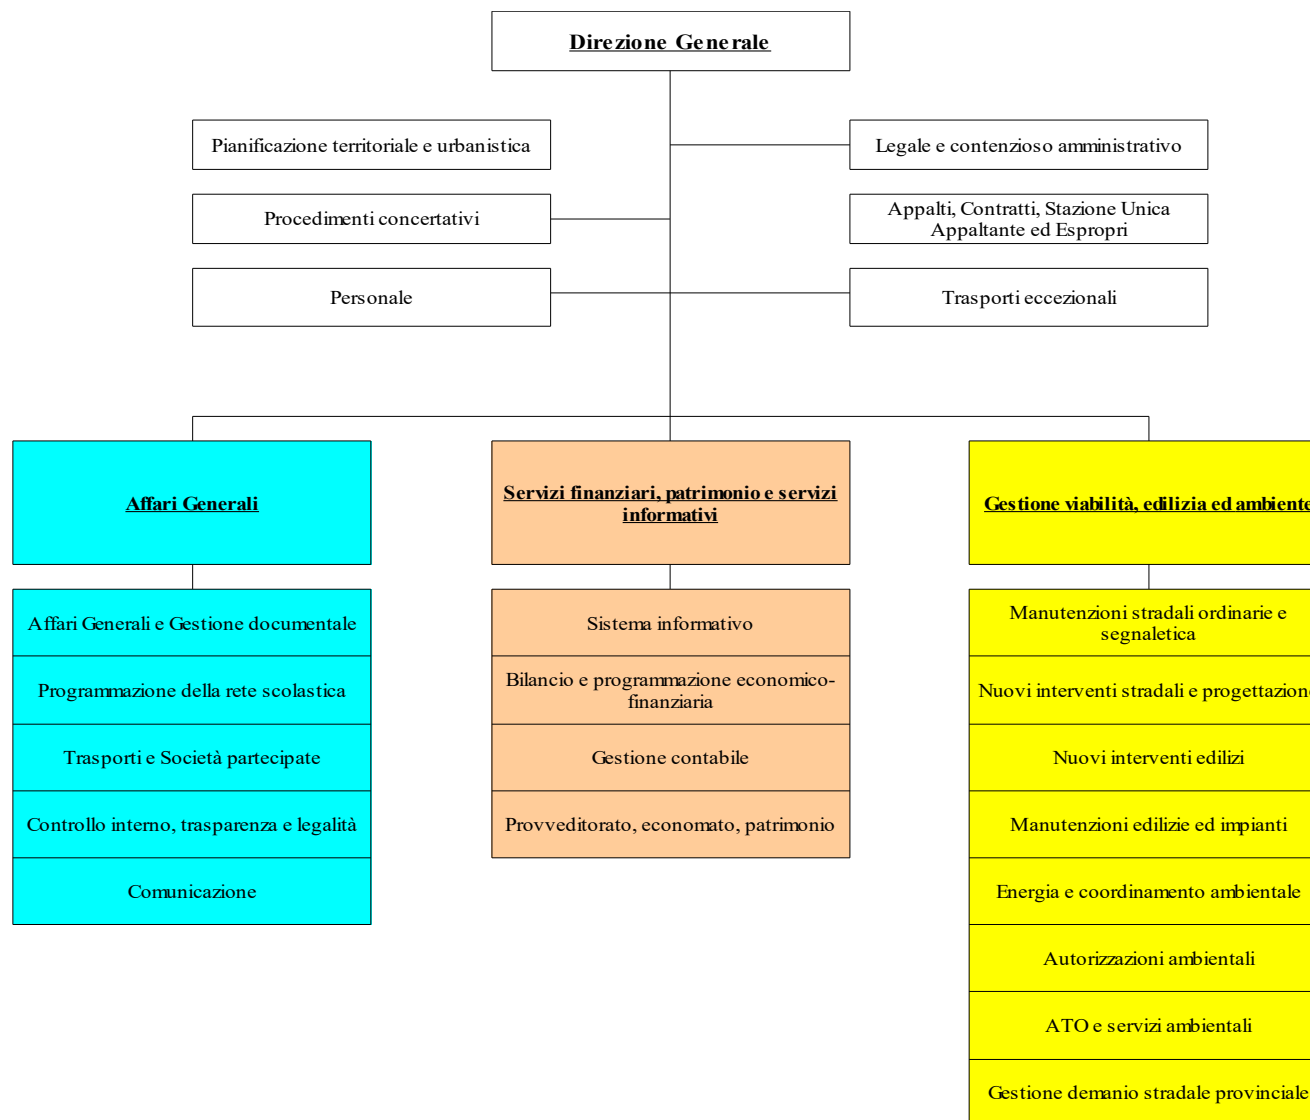 Direzione Generale
Pianificazione territoriale e urbanistica
Legale e contenzioso amministrativo
Procedimenti concertativi
Appalti, Contratti, Stazione Unica
Appaltante ed Espropri
Personale
Trasporti eccezionali
Affari Generali
Servizi finanziari, patrimonio e servizi
informativi
Gestione viabilità, edilizia ed ambiente
Affari Generali e Gestione documentale
Programmazione della rete scolastica
Trasporti e Società partecipate
Controllo interno, trasparenza e legalità
Comunicazione
Sistema informativo
Bilancio e programmazione economico-
finanziaria
Gestione contabile
Provveditorato, economato, patrimonio
Manutenzioni stradali ordinarie e
segnaletica
Nuovi interventi stradali e progettazione
Nuovi interventi edilizi
Manutenzioni edilizie ed impianti
Energia e coordinamento ambientale
Autorizzazioni ambientali
ATO e servizi ambientali
Gestione demanio stradale provinciale